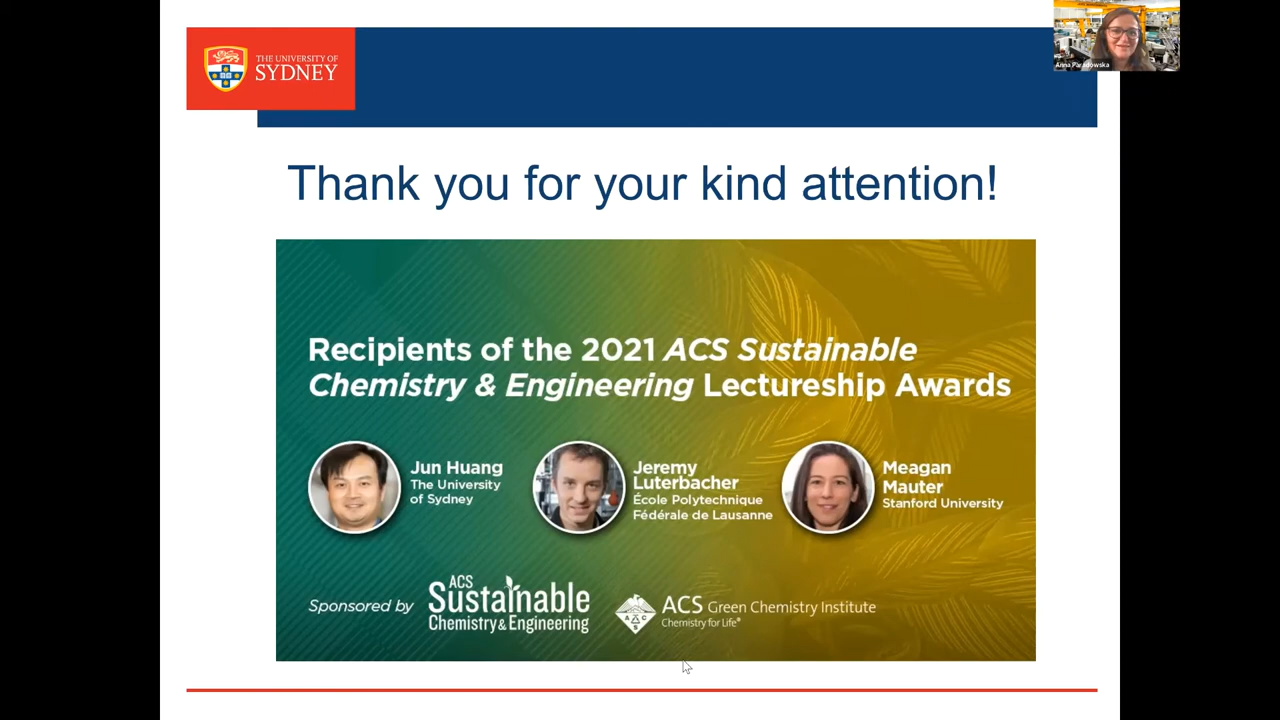 THE UNIVERSITY OF
SYDNEY
Anna Paradowska
Thank you for your kind attention!
Recipients of the 2021 ACS Sustainable
Chemistry & Engineering Lectureship Awards
Jun Huang
The University
of Sydney
Jeremy
Luterbacher
École Polytechnique
Fédérale de Lausanne
Meagan
Mauter
Stanford University
Sponsored by
ACS
Sustainable
Chemistry & Engineering
ACS
ACS Green Chemistry Institute
Chemistry for Life®